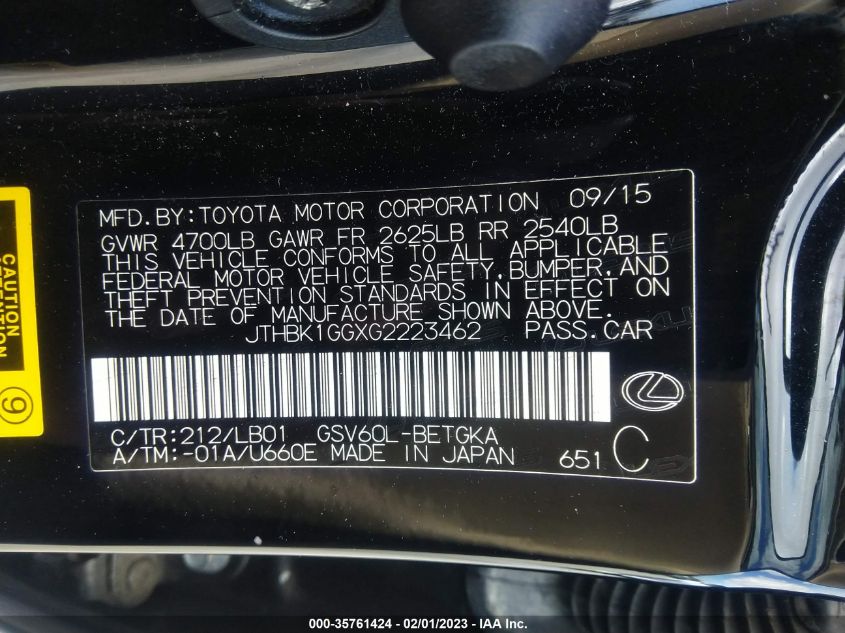 MFD.BY:TOYOTA MOTOR CORPORATION 09/15
GVWR 4700LB GAWR FR 2625LB RR 2540LB
THIS VEHICLE CONFORMS TO ALL APPLICABLE
FEDERAL MOTOR VEHICLE SAFETY,BUMPER,AND
THEFT PREVENTION STANDARDS IN EFFECT ON
THE DATE OF MANUFACTURE SHOWN ABOVE.
JTHBK1GGXG2223462 PASS.CAR
C/TR:212/LB01 GSV60L-BETGKA
A/TM:-01A/U660E MADE IN JAPAN 651 C
CAUTION
9
000-35761424 - 02/01/2023 - © IAA Inc.